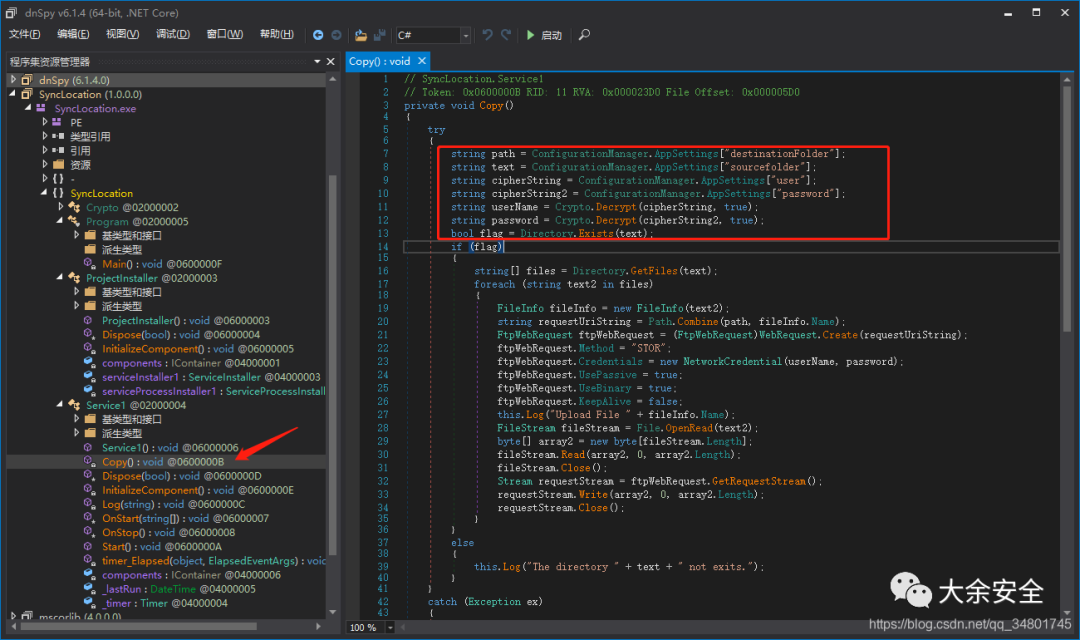 dnSpy v6.1.4 (64-bit, .NET Core)
文件(F) 编辑(E) 视图(V) 调试(D) 窗口(W) 帮助(H) C# 启动
程序集资源管理器
dnSpy (6.1.4.0)
SyncLocation (1.0.0.0)
SyncLocation.exe
PE
类型引用
引用
资源
{ } -
{ } SyncLocation
Crypto @02000002
Program @02000005
基类型和接口
派生类型
Main() : void @0600000F
ProjectInstaller @02000003
基类型和接口
派生类型
ProjectInstaller() : void @06000003
Dispose(bool) : void @06000004
InitializeComponent() : void @06000005
components : IContainer @04000001
serviceInstaller1 : ServiceInstaller @04000003
serviceProcessInstaller1 : ServiceProcessInstall
Service1 @02000004
基类型和接口
派生类型
Service1() : void @06000006
Copy() : void @0600000B
Dispose(bool) : void @0600000D
InitializeComponent() : void @0600000E
Log(string) : void @0600000C
OnStart(string[]) : void @06000007
OnStop() : void @06000008
Start() : void @0600000A
timer_Elapsed(object, ElapsedEventArgs) : voic
components : IContainer @04000006
_lastRun : DateTime @04000005
_timer : Timer @04000004
mscorlib (4.0.0.0)
Copy() : void
1 // SyncLocation.Service1
2 // Token: 0x0600000B RID: 11 RVA: 0x000023D0 File Offset: 0x000005D0
3 private void Copy()
4 {
5 try
6 {
7 string path = ConfigurationManager.AppSettings["destinationFolder"];
8 string text = ConfigurationManager.AppSettings["sourcefolder"];
9 string cipherString = ConfigurationManager.AppSettings["user"];
10 string cipherString2 = ConfigurationManager.AppSettings["password"];
11 string userName = Crypto.Decrypt(cipherString, true);
12 string password = Crypto.Decrypt(cipherString2, true);
13 bool flag = Directory.Exists(text);
14 if (flag)
15 {
16 string[] files = Directory.GetFiles(text);
17 foreach (string text2 in files)
18 {
19 FileInfo fileInfo = new FileInfo(text2);
20 string requestUriString = Path.Combine(path, fileInfo.Name);
21 FtpWebRequest ftpWebRequest = (FtpWebRequest)WebRequest.Create(requestUriString);
22 ftpWebRequest.Method = "STOR";
23 ftpWebRequest.Credentials = new NetworkCredential(userName, password);
24 ftpWebRequest.UsePassive = true;
25 ftpWebRequest.UseBinary = true;
26 ftpWebRequest.KeepAlive = false;
27 this.Log("Upload File " + fileInfo.Name);
28 FileStream fileStream = File.OpenRead(text2);
29 byte[] array2 = new byte[fileStream.Length];
30 fileStream.Read(array2, 0, array2.Length);
31 fileStream.Close();
32 Stream requestStream = ftpWebRequest.GetRequestStream();
33 requestStream.Write(array2, 0, array2.Length);
34 requestStream.Close();
35 }
36 }
37 else
38 {
39 this.Log("The directory " + text + " not exits.");
40 }
41 }
42 catch (Exception ex)
43 {
100 %
大余安全
https://blog.csdn.net/qq_34801745